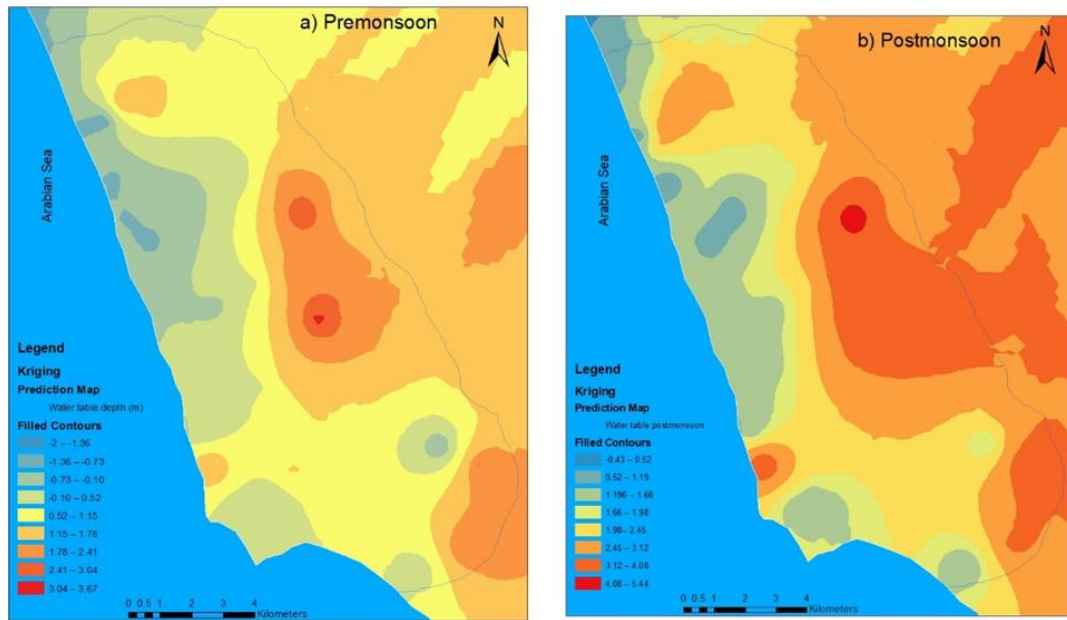 a) Premonsoon
N
Arabian Sea
Legend
Kriging
Prediction Map
Water table depth (m)
Filled Contours
-2 – -1.36
-1.36 – -0.73
-0.73 – -0.10
-0.10 – 0.52
0.52 – 1.15
1.15 – 1.78
1.78 – 2.41
2.41 – 3.04
3.04 – 3.67
0 0.5 1 2 3 4
Kilometers
b) Postmonsoon
N
Arabian Sea
Legend
Kriging
Prediction Map
Water table postmonsoon
Filled Contours
-0.43 – 0.52
0.52 – 1.19
1.196 – 1.66
1.66 – 1.98
1.98 – 2.45
2.45 – 3.12
3.12 – 4.08
4.08 – 5.44
0 0.5 1 2 3 4
Kilometers